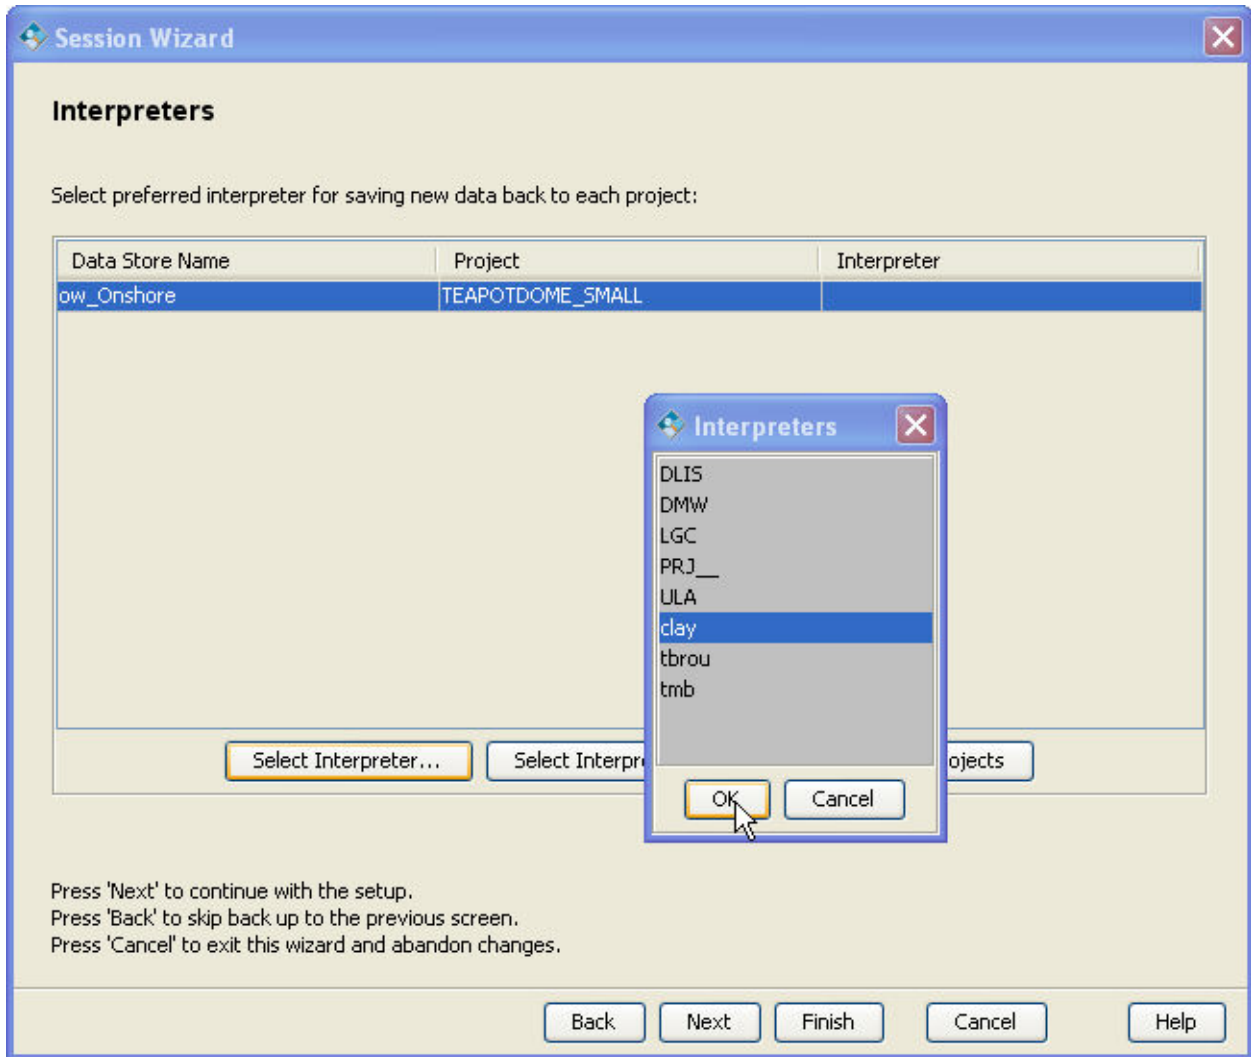 Session Wizard
Interpreters
Select preferred interpreter for saving new data back to each project:
Data Store Name Project Interpreter
ow_Onshore TEAPOTDOME_SMALL
Interpreters
DLIS
DMW
LGC
PRJ__
ULA
clay
tbrou
tmb
Select Interpreter... Select Interpr ojects
OK Cancel
Press 'Next' to continue with the setup.
Press 'Back' to skip back up to the previous screen.
Press 'Cancel' to exit this wizard and abandon changes.
Back Next Finish Cancel Help